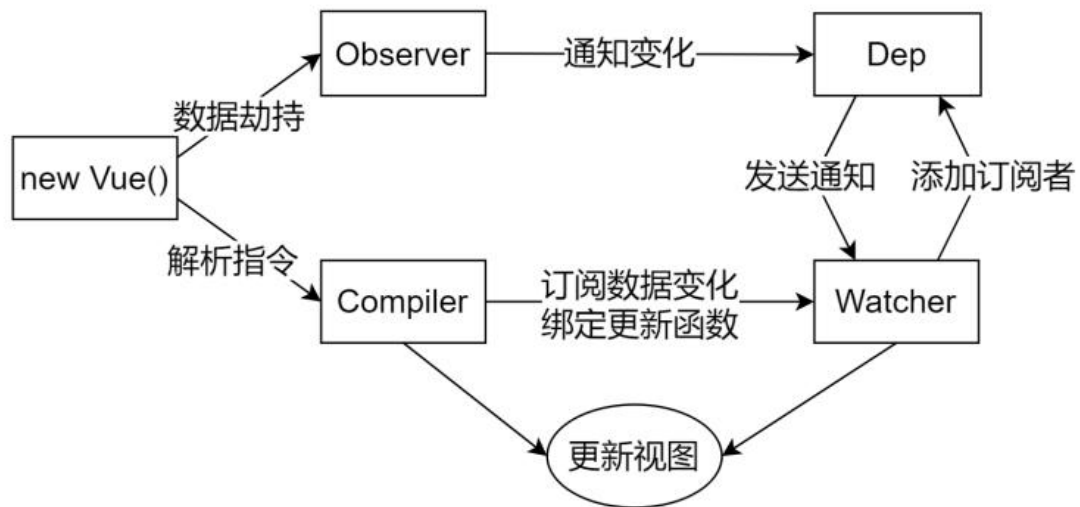 Observer
通知变化
Dep
数据劫持
new Vue()
发送通知
添加订阅者
解析指令
Compiler
订阅数据变化
绑定更新函数
Watcher
更新视图